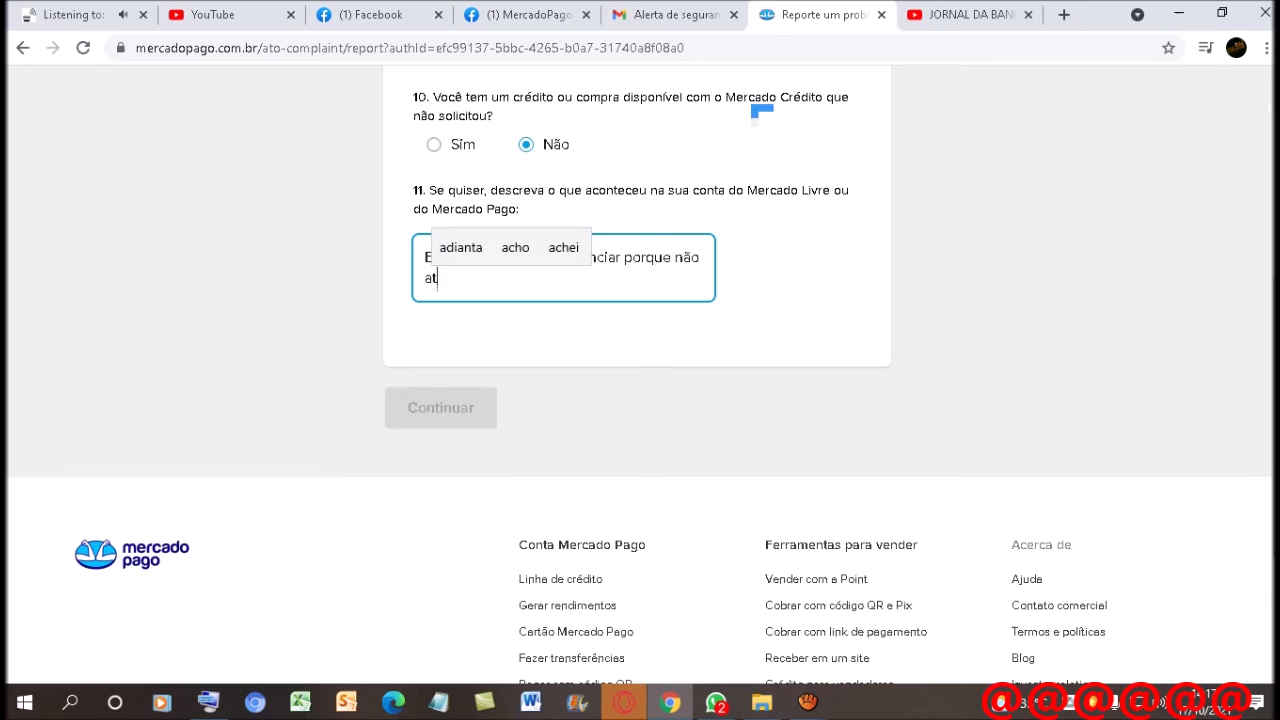 Listening to:
YouTube
(1) Facebook
(1) MercadoPago
Alerta de seguran
Reporte um probl
JORNAL DA BAN
mercadopago.com.br/ato-complaint/report?authId=efc99137-5bbc-4265-b0a7-31740a8f08a0
10. Você tem um crédito ou compra disponível com o Mercado Crédito que
não solicitou?
Sim
Não
11. Se quiser, descreva o que aconteceu na sua conta do Mercado Livre ou
do Mercado Pago:
adianta acho achei
E nciar porque não
at
Continuar
mercado
pago
Conta Mercado Pago
Linha de crédito
Gerar rendimentos
Cartão Mercado Pago
Fazer transferências
Ferramentas para vender
Vender com a Point
Cobrar com código QR e Pix
Cobrar com link de pagamento
Receber em um site
Acerca de
Ajuda
Contato comercial
Termos e políticas
Blog
2
@@@@@@